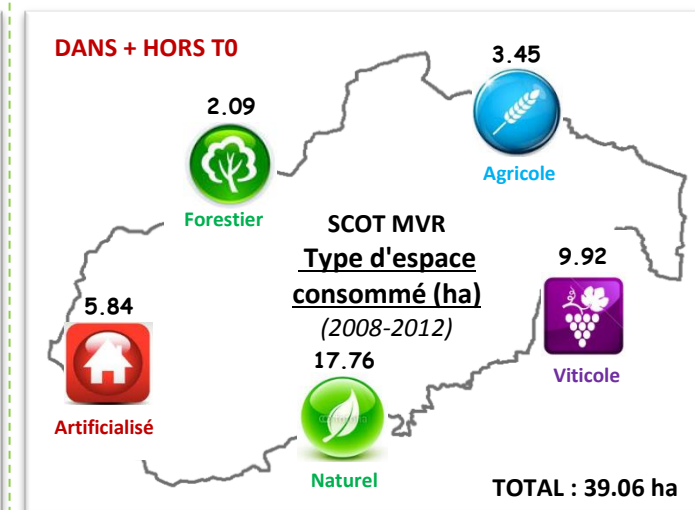 DANS + HORS T0
3.45
2.09
Agricole
Forestier
SCOT MVR
Type d'espace
consommé (ha)
(2008-2012)
9.92
5.84
17.76
Viticole
Artificialisé
Naturel
TOTAL : 39.06 ha